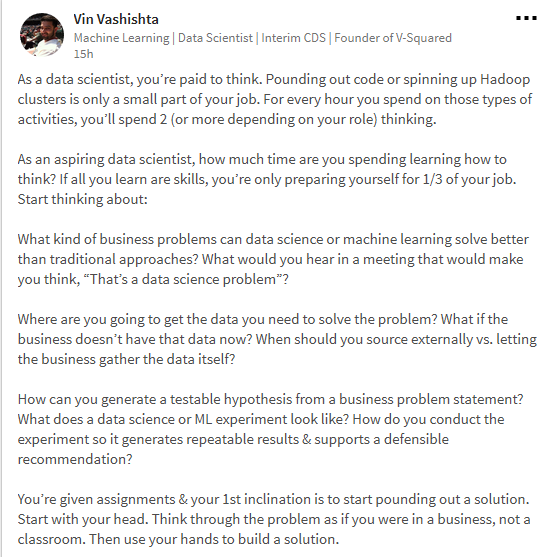 Vin Vashishta
Machine Learning | Data Scientist | Interim CDS | Founder of V-Squared
15h
As a data scientist, you’re paid to think. Pounding out code or spinning up Hadoop
clusters is only a small part of your job. For every hour you spend on those types of
activities, you’ll spend 2 (or more depending on your role) thinking.
As an aspiring data scientist, how much time are you spending learning how to
think? If all you learn are skills, you’re only preparing yourself for 1/3 of your job.
Start thinking about:
What kind of business problems can data science or machine learning solve better
than traditional approaches? What would you hear in a meeting that would make
you think, “That’s a data science problem”?
Where are you going to get the data you need to solve the problem? What if the
business doesn’t have that data now? When should you source externally vs. letting
the business gather the data itself?
How can you generate a testable hypothesis from a business problem statement?
What does a data science or ML experiment look like? How do you conduct the
experiment so it generates repeatable results & supports a defensible
recommendation?
You’re given assignments & your 1st inclination is to start pounding out a solution.
Start with your head. Think through the problem as if you were in a business, not a
classroom. Then use your hands to build a solution.